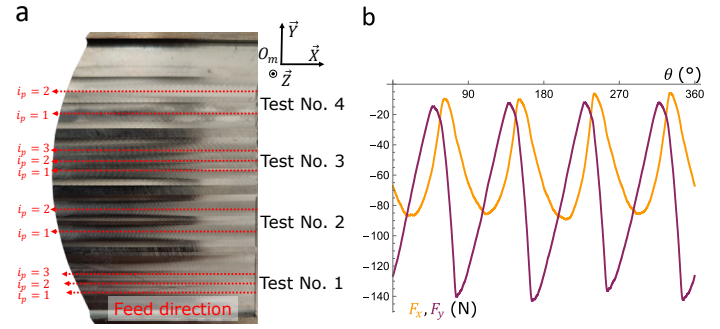 a
O_m
Y⃗
X⃗
Z⃗
i_p = 2
i_p = 1
Test No. 4
i_p = 3
i_p = 2
i_p = 1
Test No. 3
i_p = 2
i_p = 1
Test No. 2
i_p = 3
i_p = 2
i_p = 1
Test No. 1
Feed direction
b
θ (°)
90
180
270
360
−20
−40
−60
−80
−100
−120
−140
F_x, F_y (N)